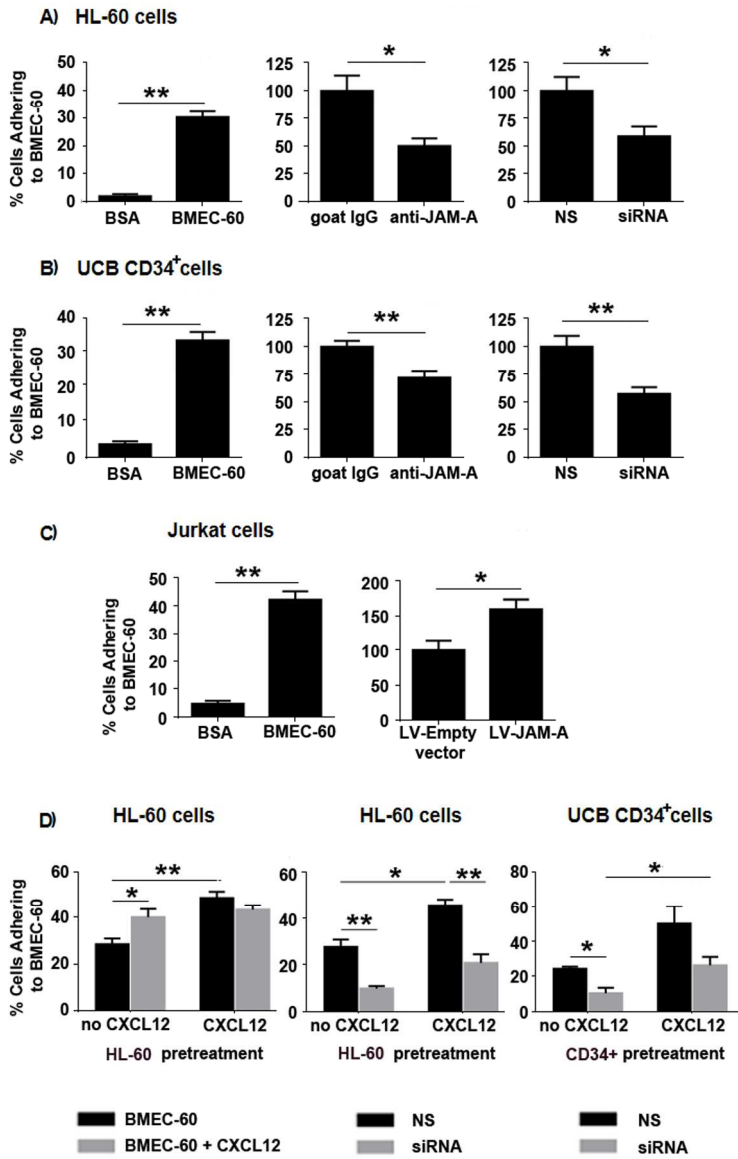 A) HL-60 cells
% Cells Adhering
to BMEC-60
50
40
30
20
10
0
**
BSA BMEC-60
125
100
75
50
25
0
*
goat IgG anti-JAM-A
125
100
75
50
25
0
*
NS siRNA
B) UCB CD34+cells
% Cells Adhering
to BMEC-60
40
30
10
0
**
BSA BMEC-60
125
100
75
50
25
0
**
goat IgG anti-JAM-A
125
100
75
50
25
0
**
NS siRNA
C) Jurkat cells
% Cells Adhering
to BMEC-60
50
40
30
20
10
0
**
BSA BMEC-60
200
150
100
50
0
*
LV-Empty
vector
LV-JAM-A
D) HL-60 cells
% Cells Adhering
to BMEC-60
60
40
20
0
*
**
no CXCL12 CXCL12
HL-60 pretreatment
HL-60 cells
60
40
20
0
**
*
**
no CXCL12 CXCL12
HL-60 pretreatment
UCB CD34+cells
80
60
40
20
0
*
*
no CXCL12 CXCL12
CD34+ pretreatment
BMEC-60
BMEC-60 + CXCL12
NS
siRNA
NS
siRNA